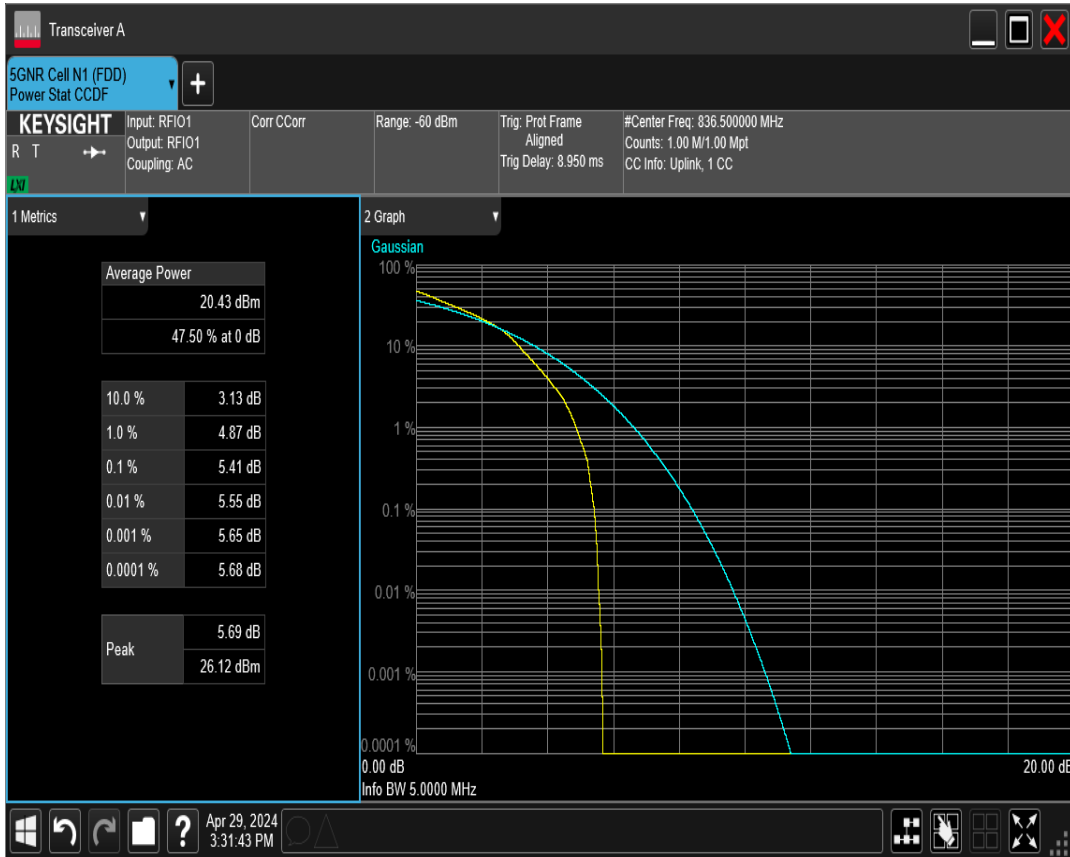 Transceiver A
5GNR Cell N1 (FDD)
Power Stat CCDF
+
KEYSIGHT
R T
LXI
Input: RFIO1
Output: RFIO1
Coupling: AC
Corr CCorr
Range: -60 dBm
Trig: Prot Frame
Aligned
Trig Delay: 8.950 ms
#Center Freq: 836.500000 MHz
Counts: 1.00 M/1.00 Mpt
CC Info: Uplink, 1 CC
1 Metrics
Average Power
20.43 dBm
47.50 % at 0 dB
10.0 % 3.13 dB
1.0 % 4.87 dB
0.1 % 5.41 dB
0.01 % 5.55 dB
0.001 % 5.65 dB
0.0001 % 5.68 dB
Peak
5.69 dB
26.12 dBm
2 Graph
Gaussian
100 %
10 %
1 %
0.1 %
0.01 %
0.001 %
0.0001 %
0.00 dB 20.00 dB
Info BW 5.0000 MHz
?
Apr 29, 2024
3:31:43 PM